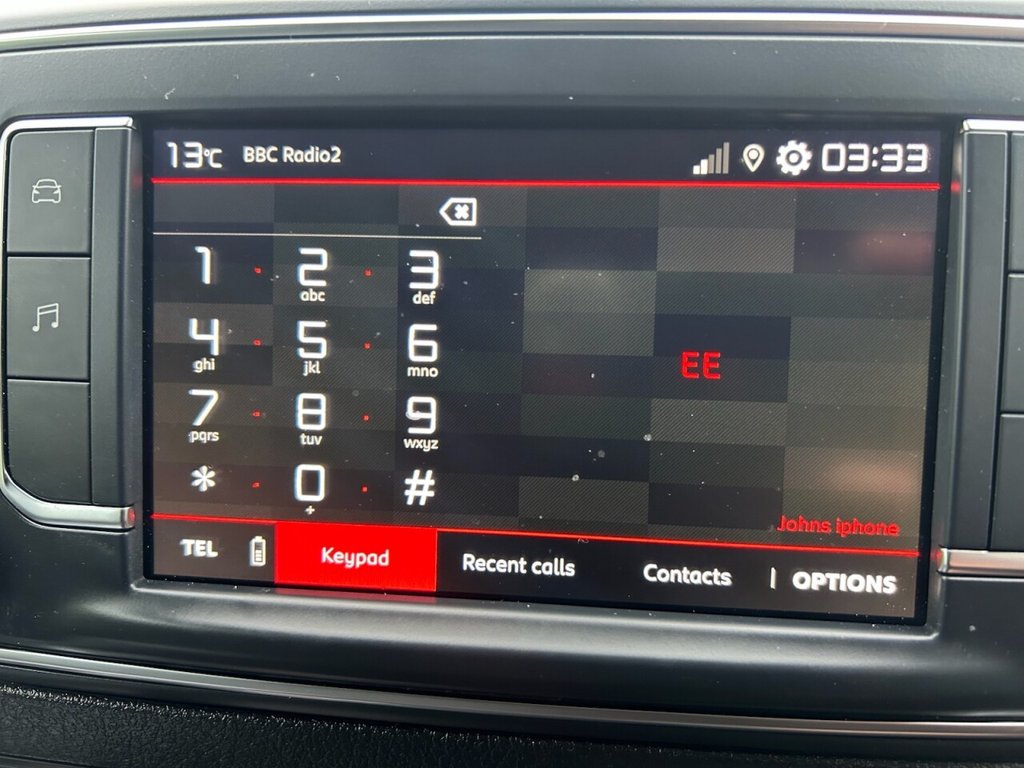 13°C BBC Radio2 03:33
1 2 3
abc def
4 5 6
ghi jkl mno
EE
7 8 9
pqrs tuv wxyz
* 0 #
+
Johns iphone
TEL Keypad Recent calls Contacts | OPTIONS